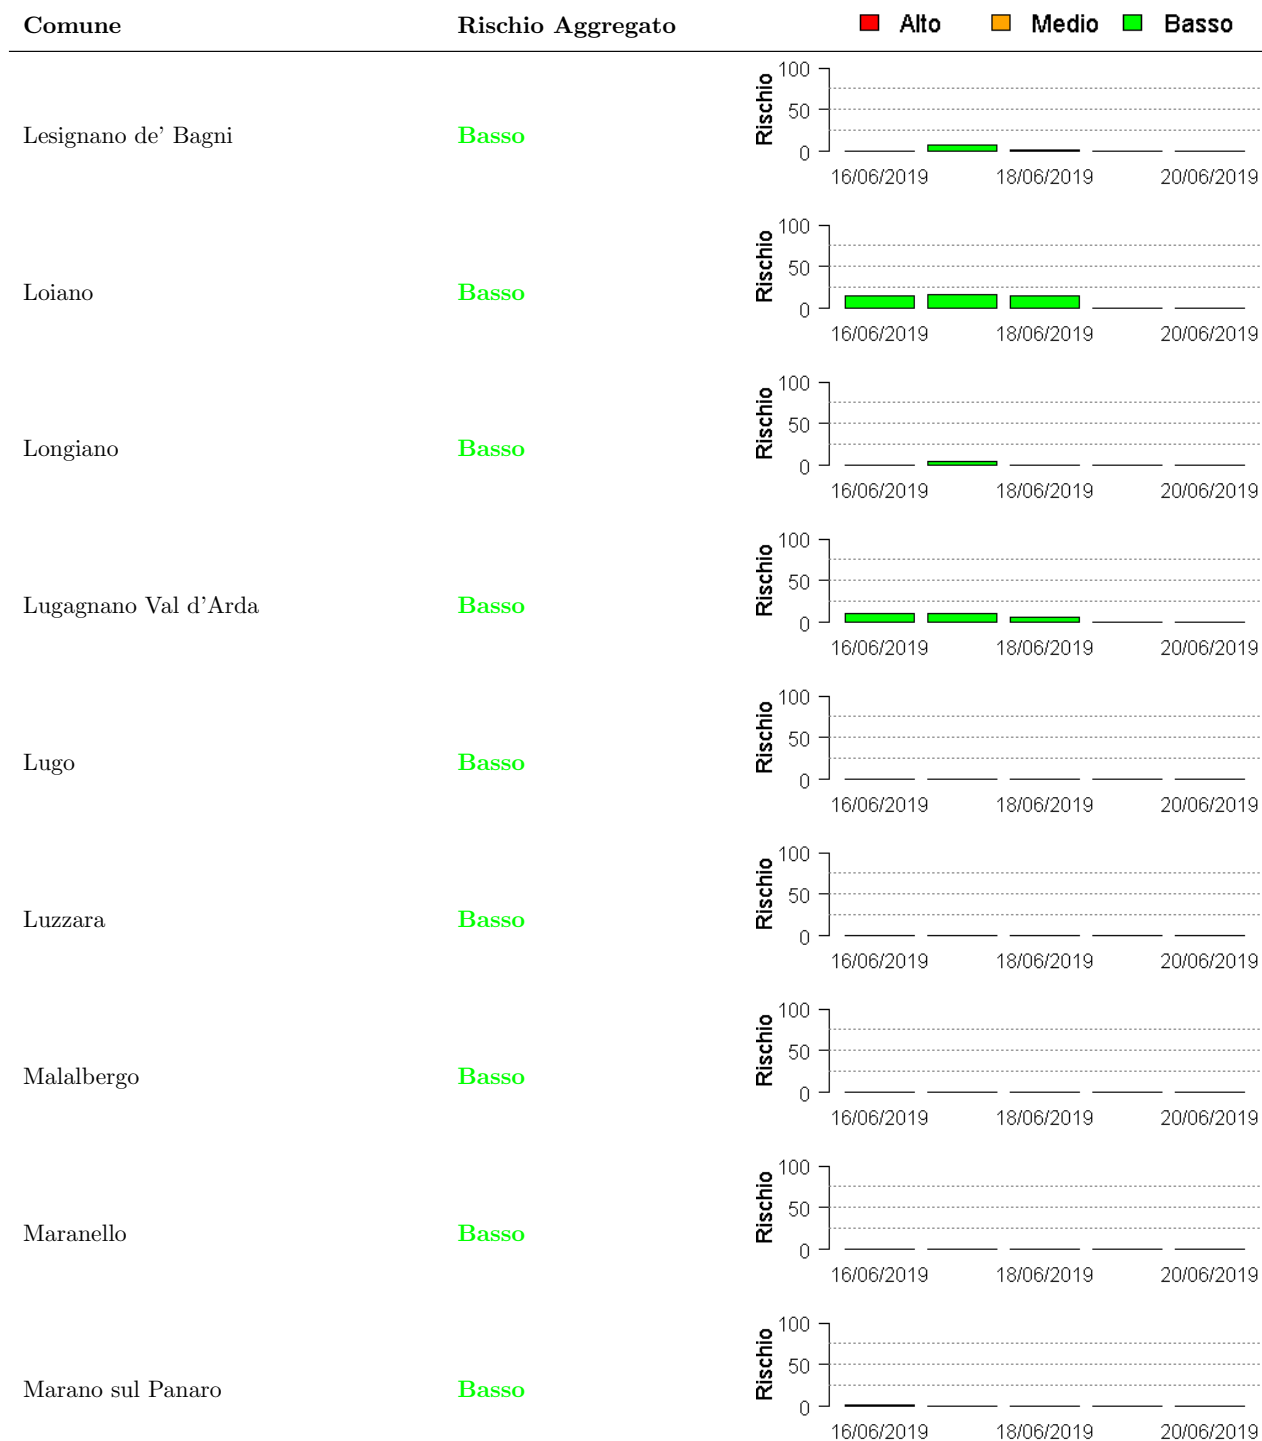 Comune Rischio Aggregato Alto Medio Basso
Lesignano de' Bagni Basso
Rischio
100
50
0
16/06/2019 18/06/2019 20/06/2019
Loiano Basso
Rischio
100
50
0
16/06/2019 18/06/2019 20/06/2019
Longiano Basso
Rischio
100
50
0
16/06/2019 18/06/2019 20/06/2019
Lugagnano Val d'Arda Basso
Rischio
100
50
0
16/06/2019 18/06/2019 20/06/2019
Lugo Basso
Rischio
100
50
0
16/06/2019 18/06/2019 20/06/2019
Luzzara Basso
Rischio
100
50
0
16/06/2019 18/06/2019 20/06/2019
Malalbergo Basso
Rischio
100
50
0
16/06/2019 18/06/2019 20/06/2019
Maranello Basso
Rischio
100
50
0
16/06/2019 18/06/2019 20/06/2019
Marano sul Panaro Basso
Rischio
100
50
0
16/06/2019 18/06/2019 20/06/2019